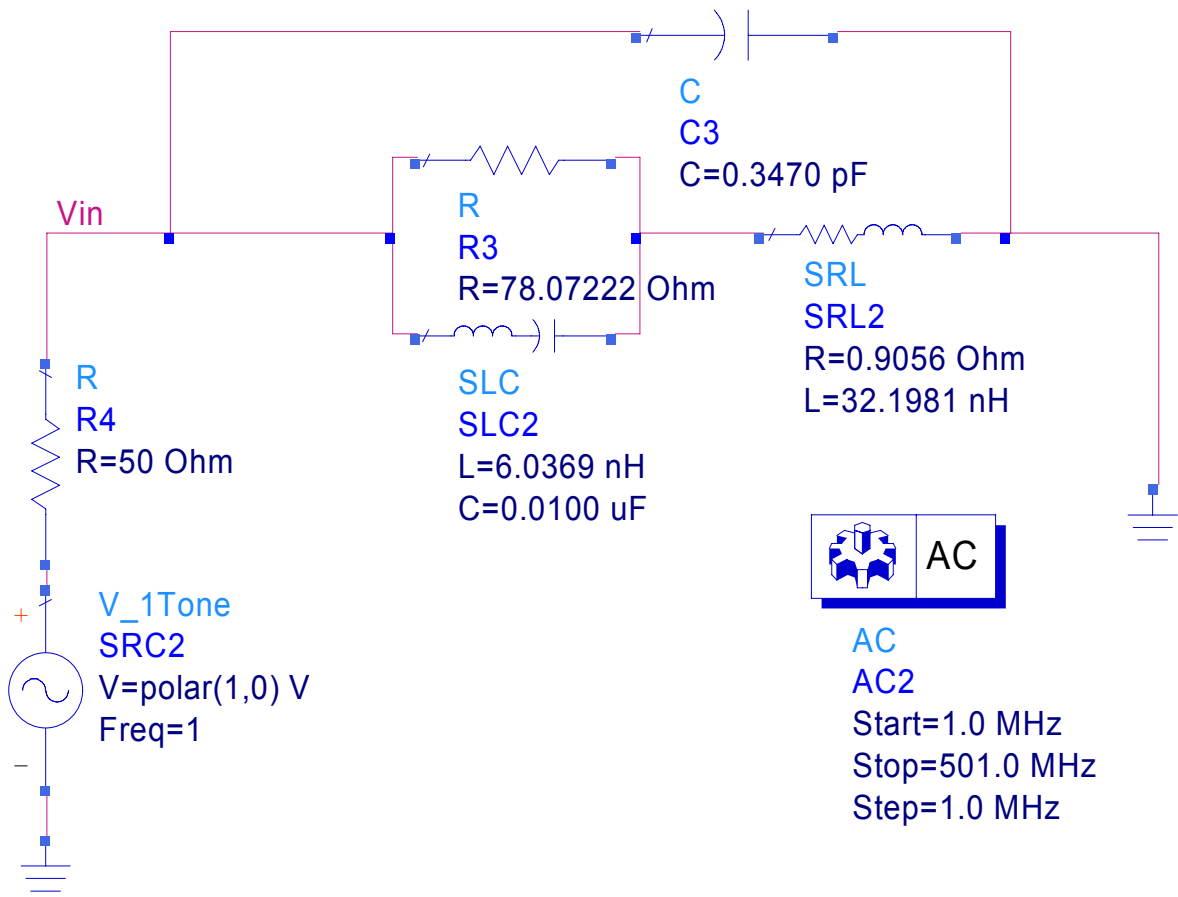 C
C3
C=0.3470 pF
Vin
R
R3
R=78.07222 Ohm
SRL
SRL2
R=0.9056 Ohm
L=32.1981 nH
R
R4
R=50 Ohm
SLC
SLC2
L=6.0369 nH
C=0.0100 uF
AC
+
V_1Tone
SRC2
V=polar(1,0) V
Freq=1
−
AC
AC2
Start=1.0 MHz
Stop=501.0 MHz
Step=1.0 MHz